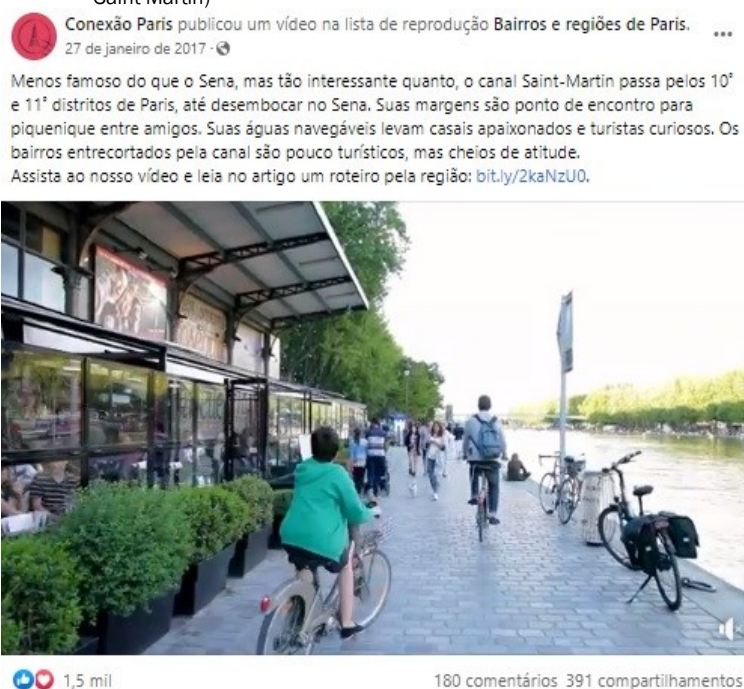 Saint Martin)
Conexão Paris publicou um vídeo na lista de reprodução Bairros e regiões de Paris.
27 de janeiro de 2017 ·
Menos famoso do que o Sena, mas tão interessante quanto, o canal Saint-Martin passa pelos 10°
e 11° distritos de Paris, até desembocar no Sena. Suas margens são ponto de encontro para
piquenique entre amigos. Suas águas navegáveis levam casais apaixonados e turistas curiosos. Os
bairros entrecortados pela canal são pouco turísticos, mas cheios de atitude.
Assista ao nosso vídeo e leia no artigo um roteiro pela região: bit.ly/2kaNzU0.
1,5 mil
180 comentários 391 compartilhamentos